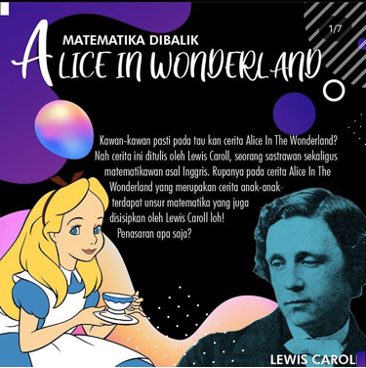 1/7
MATEMATIKA DIBALIK
ALICE IN WONDERLAND
Kawan-kawan pasti pada tau kan cerita Alice In The Wonderland?
Nah cerita ini ditulis oleh Lewis Caroll, seorang sastrawan sekaligus
matematikawan asal Inggris. Rupanya pada cerita Alice In The
Wonderland yang merupakan cerita anak-anak
terdapat unsur matematika yang juga
disisipkan oleh Lewis Caroll loh!
Penasaran apa saja?
LEWIS CAROL